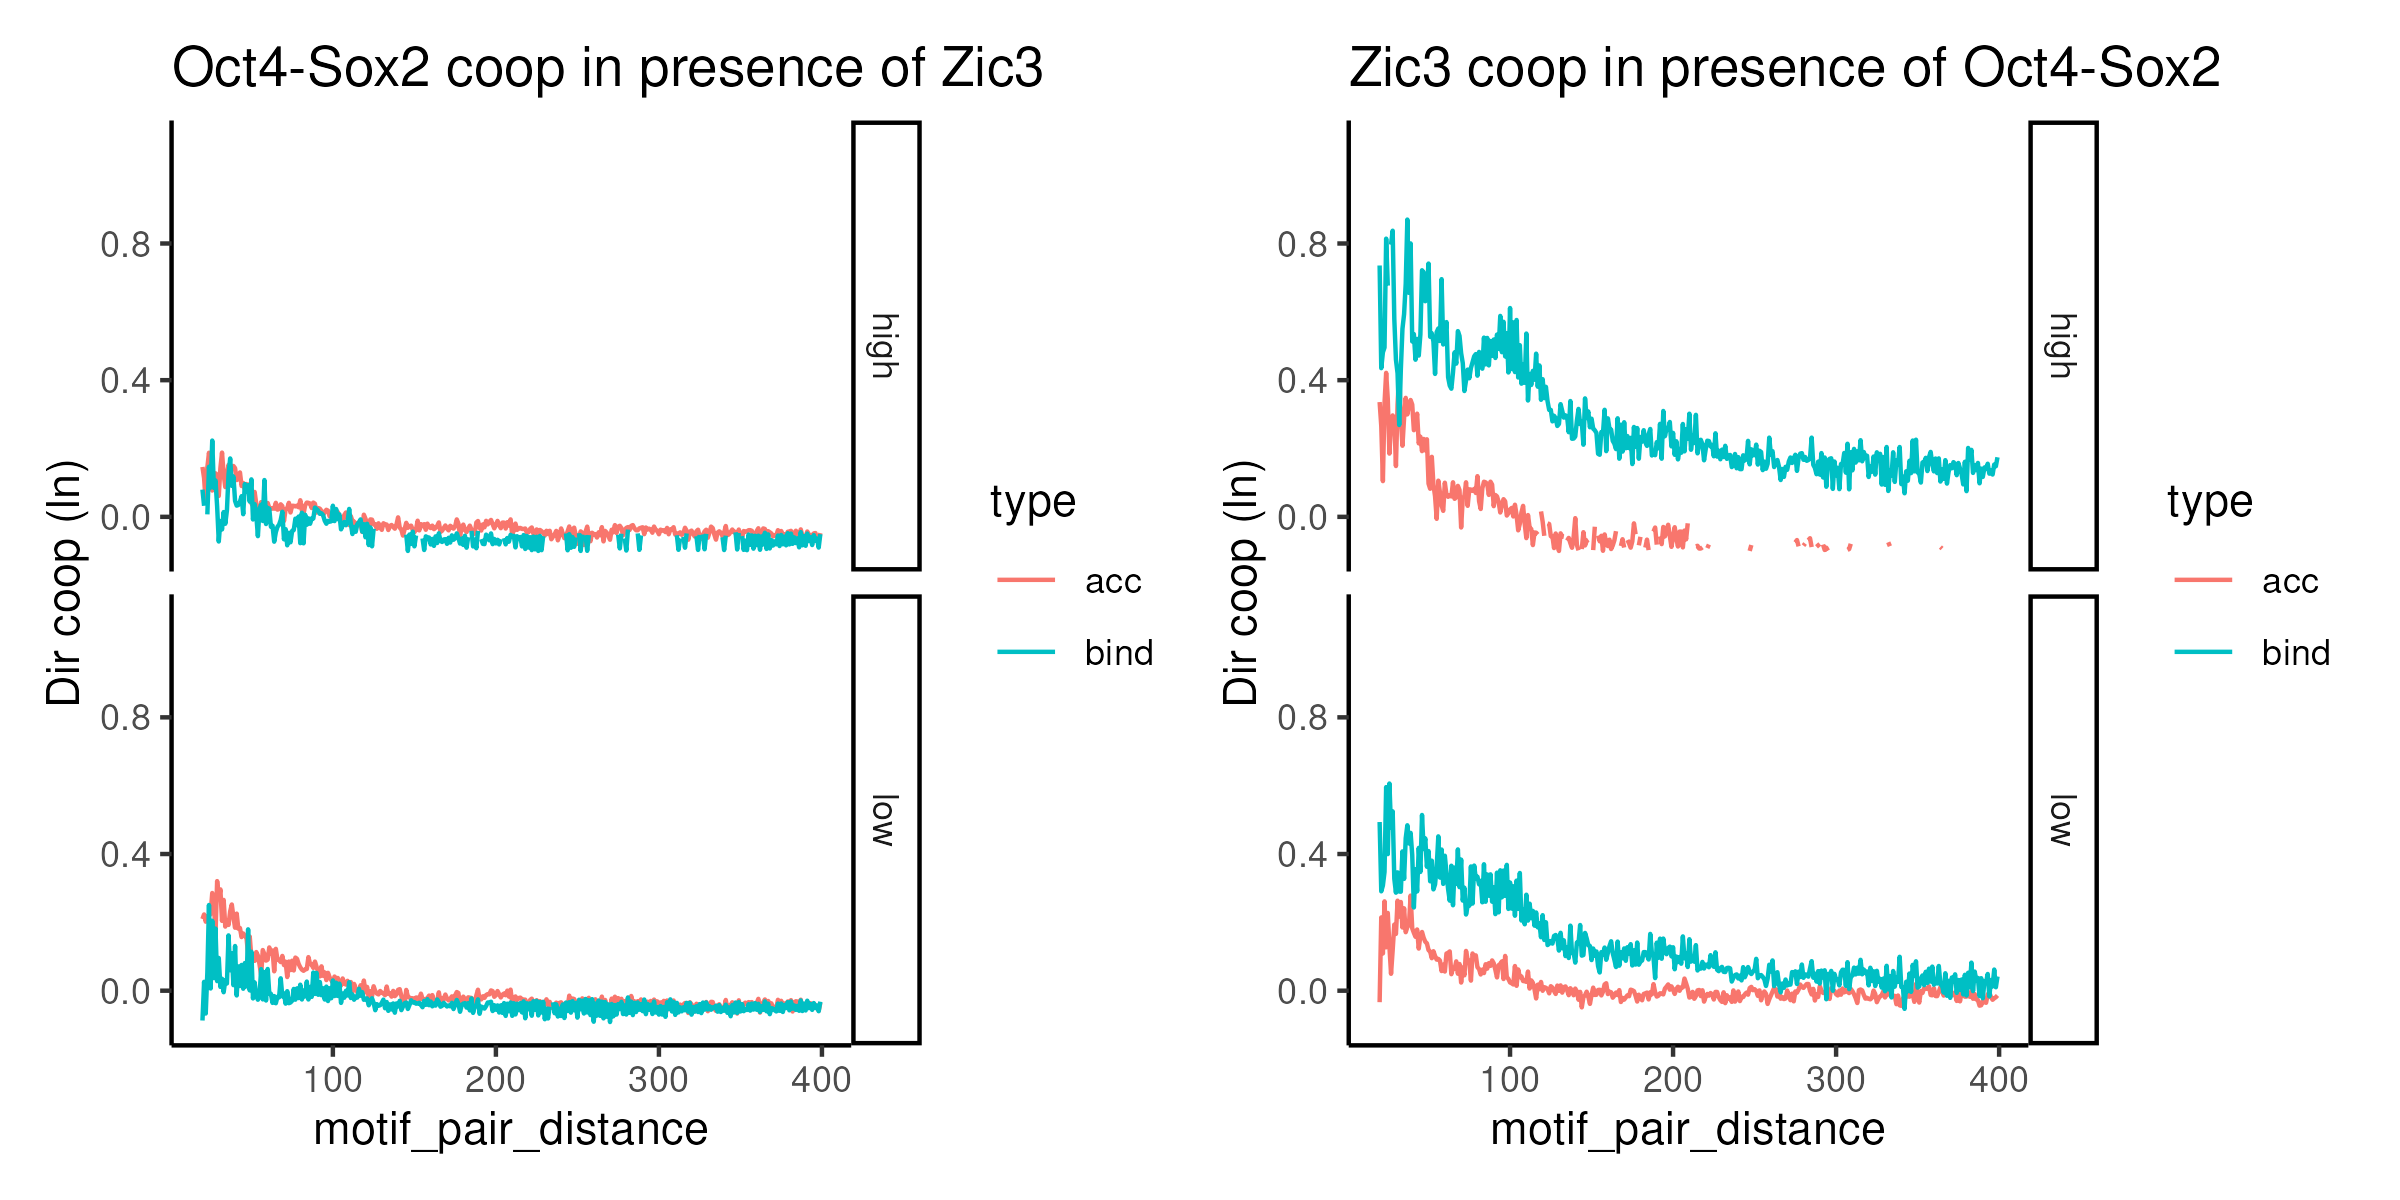 Oct4-Sox2 coop in presence of Zic3
Dir coop (ln)
0.8
0.4
0.0
high
0.8
0.4
0.0
low
100 200 300 400
motif_pair_distance
type
acc
bind
Zic3 coop in presence of Oct4-Sox2
Dir coop (ln)
0.8
0.4
0.0
high
0.8
0.4
0.0
low
100 200 300 400
motif_pair_distance
type
acc
bind